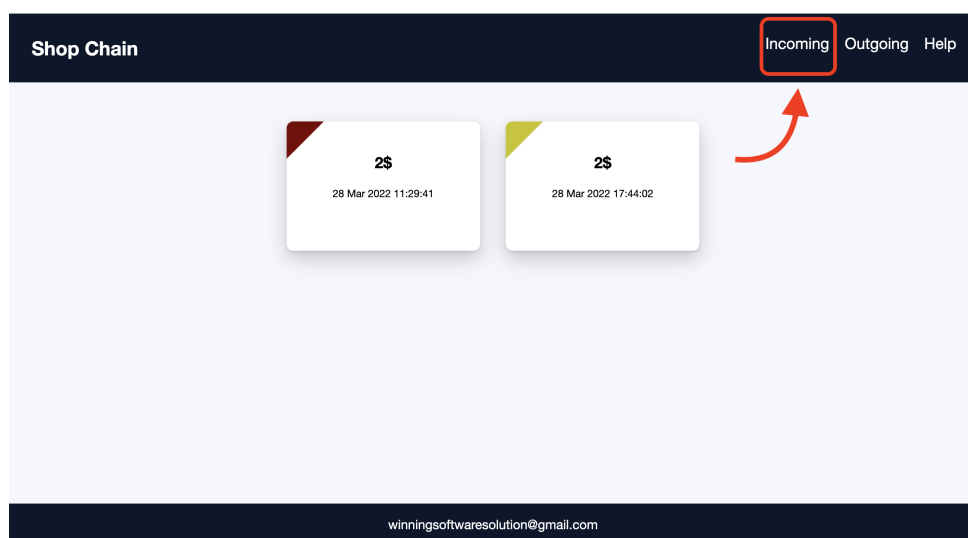 Shop Chain
Incoming Outgoing Help
2$
28 Mar 2022 11:29:41
2$
28 Mar 2022 17:44:02
winningsoftwaresolution@gmail.com